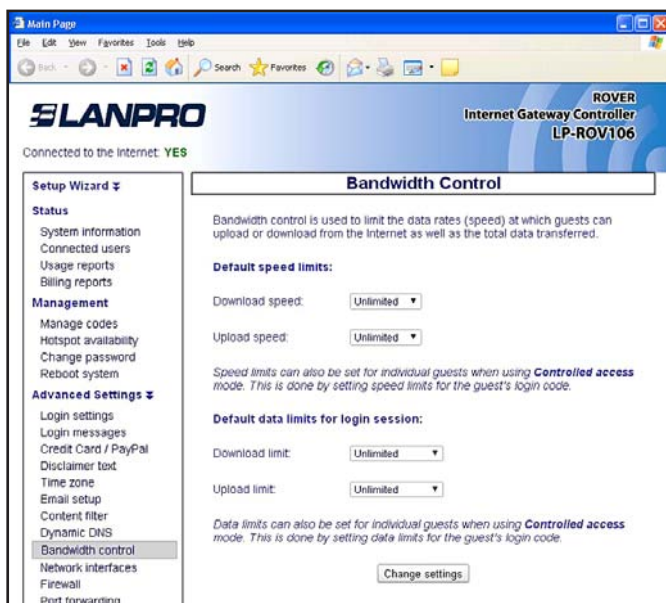 Main Page
File Edit View Favorites Tools Help
Back Search Favorites
LANPRO
ROVER
Internet Gateway Controller
LP-ROV106
Connected to the Internet: YES
Setup Wizard
Status
System information
Connected users
Usage reports
Billing reports
Management
Manage codes
Hotspot availability
Change password
Reboot system
Advanced Settings
Login settings
Login messages
Credit Card / PayPal
Disclaimer text
Time zone
Email setup
Content filter
Dynamic DNS
Bandwidth control
Network interfaces
Firewall
Port forwarding
Bandwidth Control
Bandwidth control is used to limit the data rates (speed) at which guests can
upload or download from the Internet as well as the total data transferred.
Default speed limits:
Download speed: Unlimited
Upload speed: Unlimited
Speed limits can also be set for individual guests when using Controlled access
mode. This is done by setting speed limits for the guest's login code.
Default data limits for login session:
Download limit: Unlimited
Upload limit: Unlimited
Data limits can also be set for individual guests when using Controlled access
mode. This is done by setting data limits for the guest's login code.
Change settings